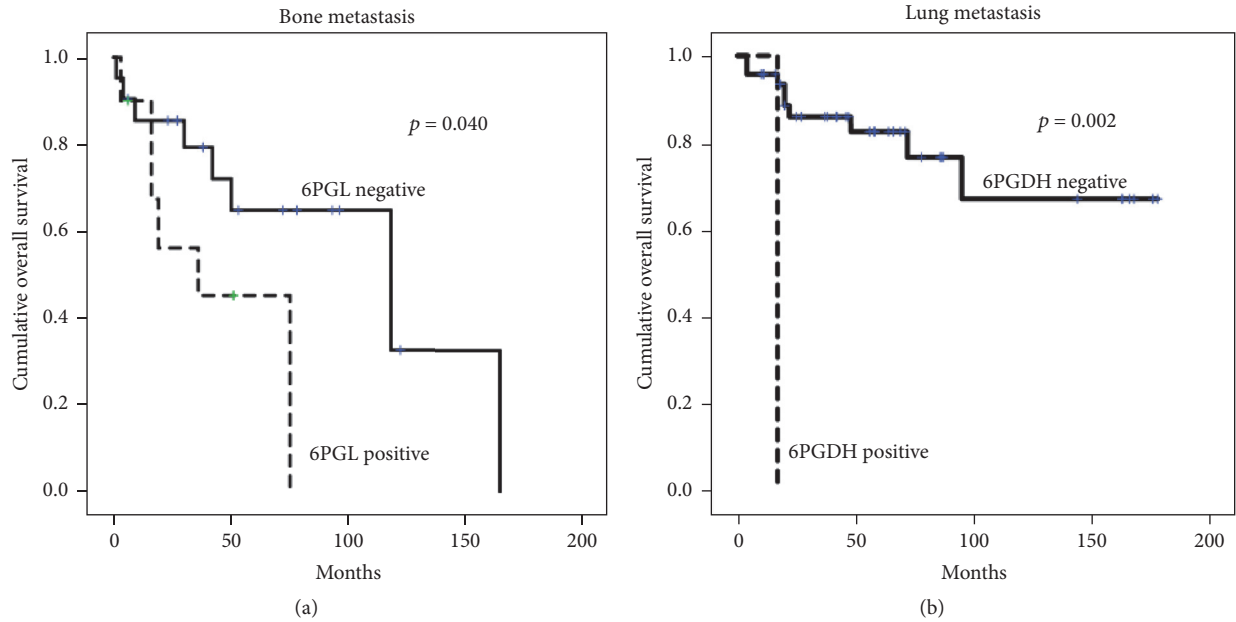 Bone metastasis
Cumulative overall survival
1.0
0.8
0.6
0.4
0.2
0.0
p = 0.040
6PGL negative
6PGL positive
0 50 100 150 200
Months
(a)
Lung metastasis
Cumulative overall survival
1.0
0.8
0.6
0.4
0.2
0.0
p = 0.002
6PGDH negative
6PGDH positive
0 50 100 150 200
Months
(b)